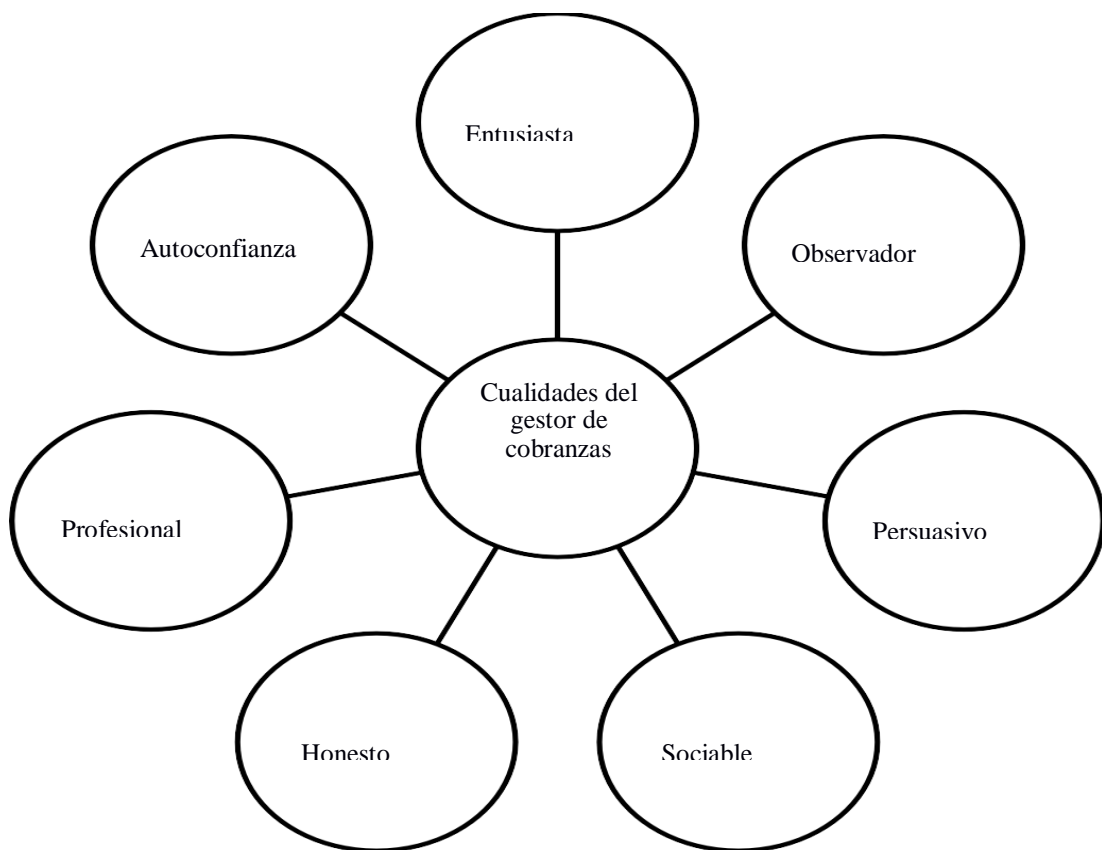 Entusiasta
Autoconfianza
Observador
Cualidades del
gestor de
cobranzas
Profesional
Persuasivo
Honesto
Sociable